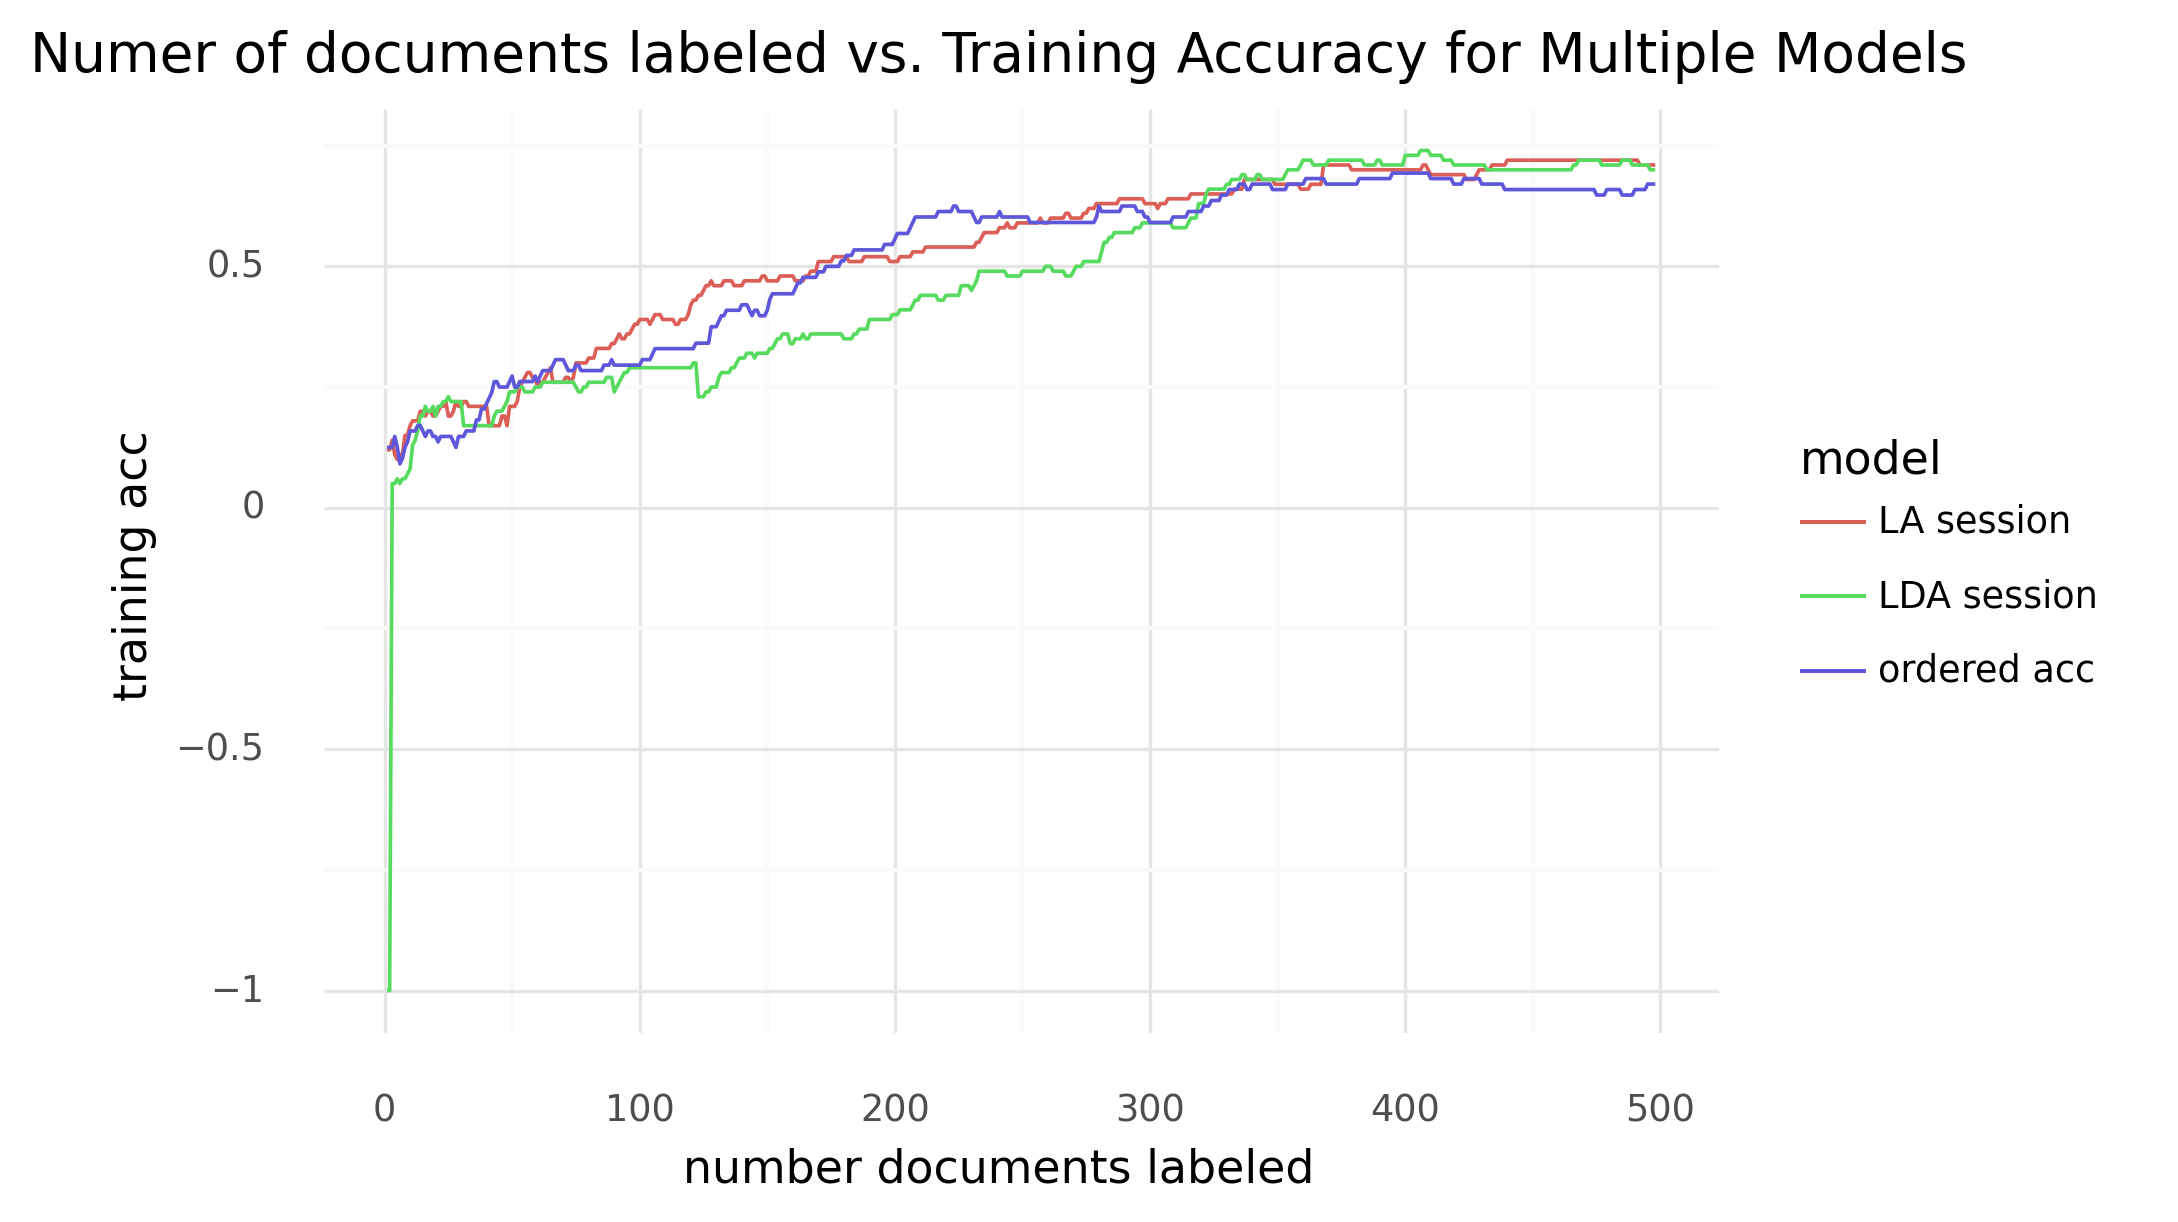 Numer of documents labeled vs. Training Accuracy for Multiple Models
0.5
0
−0.5
−1
training acc
0 100 200 300 400 500
number documents labeled
model
LA session
LDA session
ordered acc